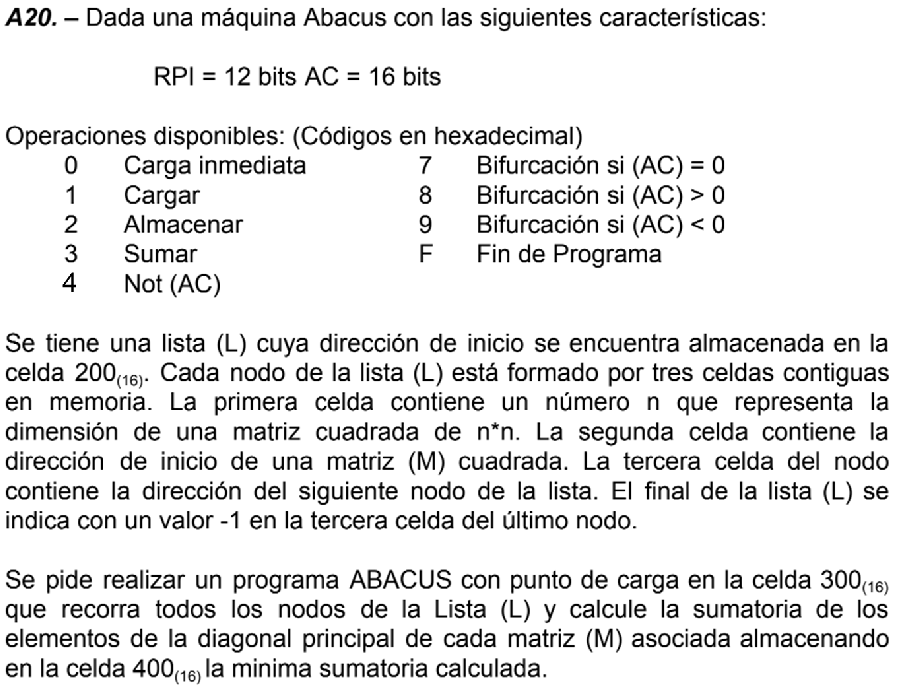 A20. – Dada una máquina Abacus con las siguientes características:
RPI = 12 bits AC = 16 bits
Operaciones disponibles: (Códigos en hexadecimal)
0 Carga inmediata 7 Bifurcación si (AC) = 0
1 Cargar 8 Bifurcación si (AC) > 0
2 Almacenar 9 Bifurcación si (AC) < 0
3 Sumar F Fin de Programa
4 Not (AC)
Se tiene una lista (L) cuya dirección de inicio se encuentra almacenada en la
celda 200(16). Cada nodo de la lista (L) está formado por tres celdas contiguas
en memoria. La primera celda contiene un número n que representa la
dimensión de una matriz cuadrada de n*n. La segunda celda contiene la
dirección de inicio de una matriz (M) cuadrada. La tercera celda del nodo
contiene la dirección del siguiente nodo de la lista. El final de la lista (L) se
indica con un valor -1 en la tercera celda del último nodo.
Se pide realizar un programa ABACUS con punto de carga en la celda 300(16)
que recorra todos los nodos de la Lista (L) y calcule la sumatoria de los
elementos de la diagonal principal de cada matriz (M) asociada almacenando
en la celda 400(16) la minima sumatoria calculada.